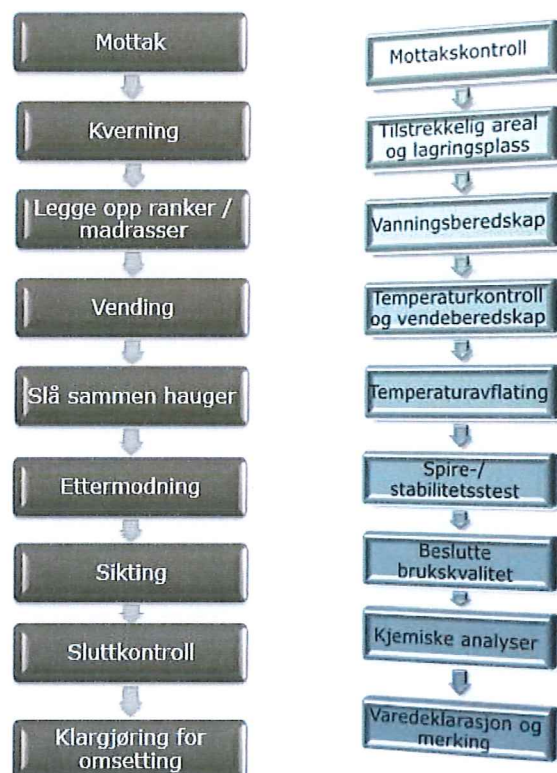 Mottak
Kverning
Legge opp ranker /
madrasser
Vending
Slå sammen hauger
Ettermodning
Sikting
Sluttkontroll
Klargjøring for
omsetting
Mottakskontroll
Tilstrekkelig areal
og lagringsplass
Vanningsberedskap
Temperaturkontroll
og vendeberedskap
Temperaturavflating
Spire-/
stabilitetsstest
Beslutte
brukskvalitet
Kjemiske analyser
Varedeklarasjon og
merking